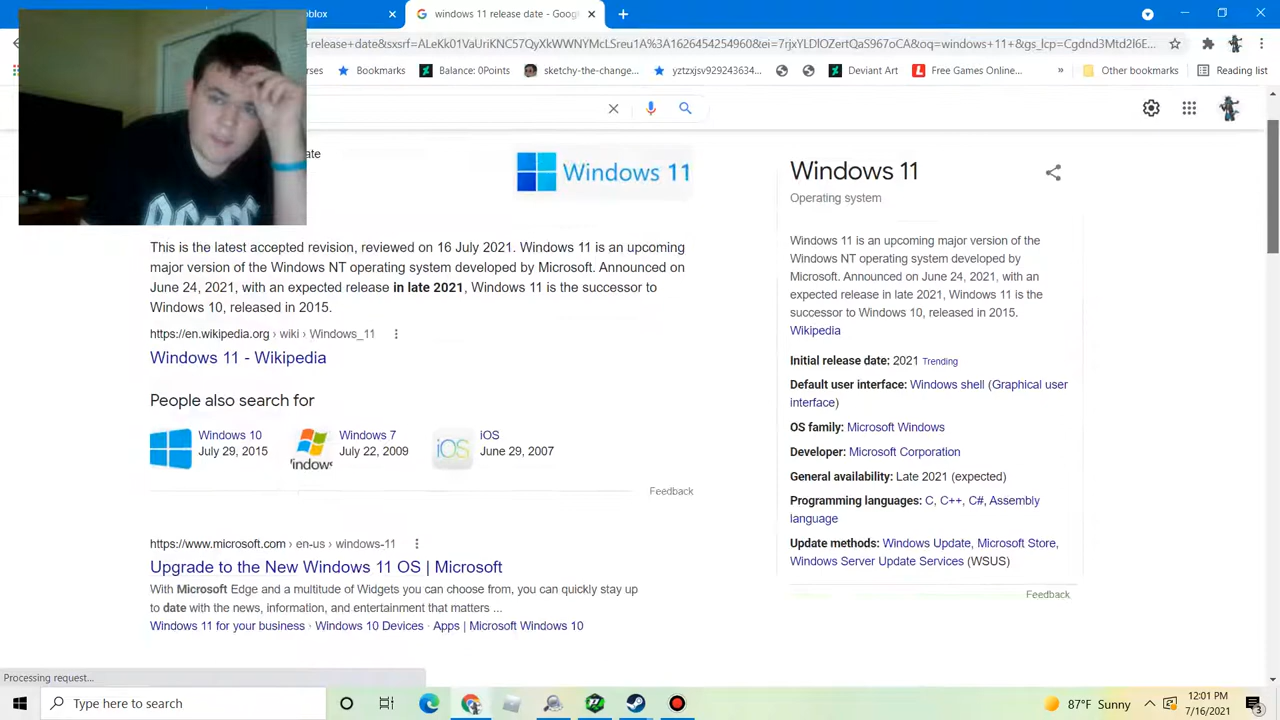 blox
windows 11 release date - Goog
release date&sxsrf=ALeKk01VaUriKNC57QyXkWWNYMcLSreu1A%3A1626454254960&tei=7rjxYLDlOZertQaS967oCA&oq=windows 11+&gs_lcp=Cgdnd3Mtd2l6E...
rses
Bookmarks
Balance: 0Points
sketchy-the-change...
yztzxjsv929243634...
Deviant Art
Free Games Online...
»
Other bookmarks
Reading list
ate
Windows 11
This is the latest accepted revision, reviewed on 16 July 2021. Windows 11 is an upcoming
major version of the Windows NT operating system developed by Microsoft. Announced on
June 24, 2021, with an expected release in late 2021, Windows 11 is the successor to
Windows 10, released in 2015.
https://en.wikipedia.org › wiki › Windows_11
Windows 11 - Wikipedia
People also search for
Windows 10
July 29, 2015
Windows 7
July 22, 2009
iOS
iOS
June 29, 2007
Feedback
https://www.microsoft.com › en-us › windows-11
Upgrade to the New Windows 11 OS | Microsoft
With Microsoft Edge and a multitude of Widgets you can choose from, you can quickly stay up
to date with the news, information, and entertainment that matters ...
Windows 11 for your business · Windows 10 Devices · Apps | Microsoft Windows 10
Windows 11
Operating system
Windows 11 is an upcoming major version of the
Windows NT operating system developed by
Microsoft. Announced on June 24, 2021, with an
expected release in late 2021, Windows 11 is the
successor to Windows 10, released in 2015.
Wikipedia
Initial release date: 2021 Trending
Default user interface: Windows shell (Graphical user
interface)
OS family: Microsoft Windows
Developer: Microsoft Corporation
General availability: Late 2021 (expected)
Programming languages: C, C++, C#, Assembly
language
Update methods: Windows Update, Microsoft Store,
Windows Server Update Services (WSUS)
Feedback
Processing request...
Type here to search
87°F Sunny
12:01 PM
7/16/2021
3